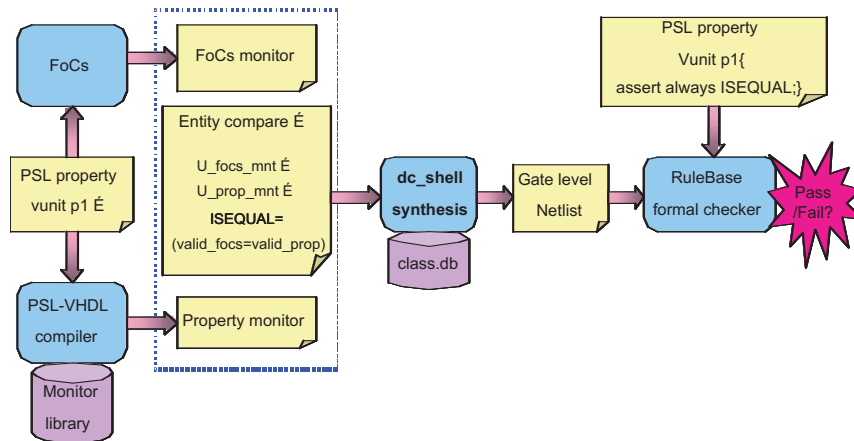 FoCs
FoCs monitor
PSL property
vunit p1 É
PSL-VHDL
compiler
Monitor
library
Entity compare É
U_focs_mnt É
U_prop_mnt É
ISEQUAL=
(valid_focs=valid_prop)
Property monitor
dc_shell
synthesis
class.db
Gate level
Netlist
PSL property
Vunit p1{
assert always ISEQUAL;}
RuleBase
formal checker
Pass
/Fail?